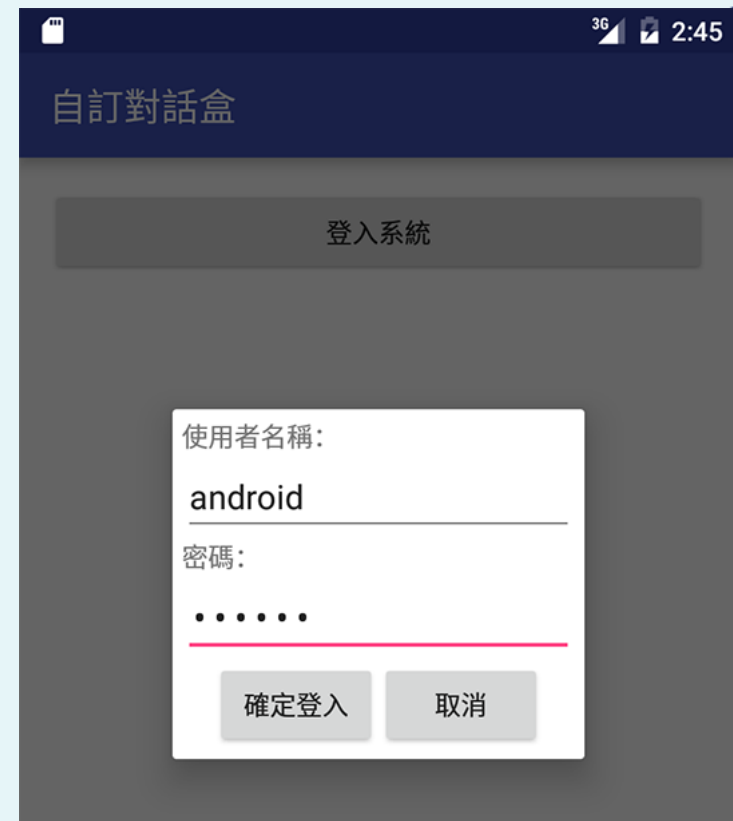 3G 2:45
自訂對話盒
登入系統
使用者名稱:
android
密碼:
••••••
確定登入 取消